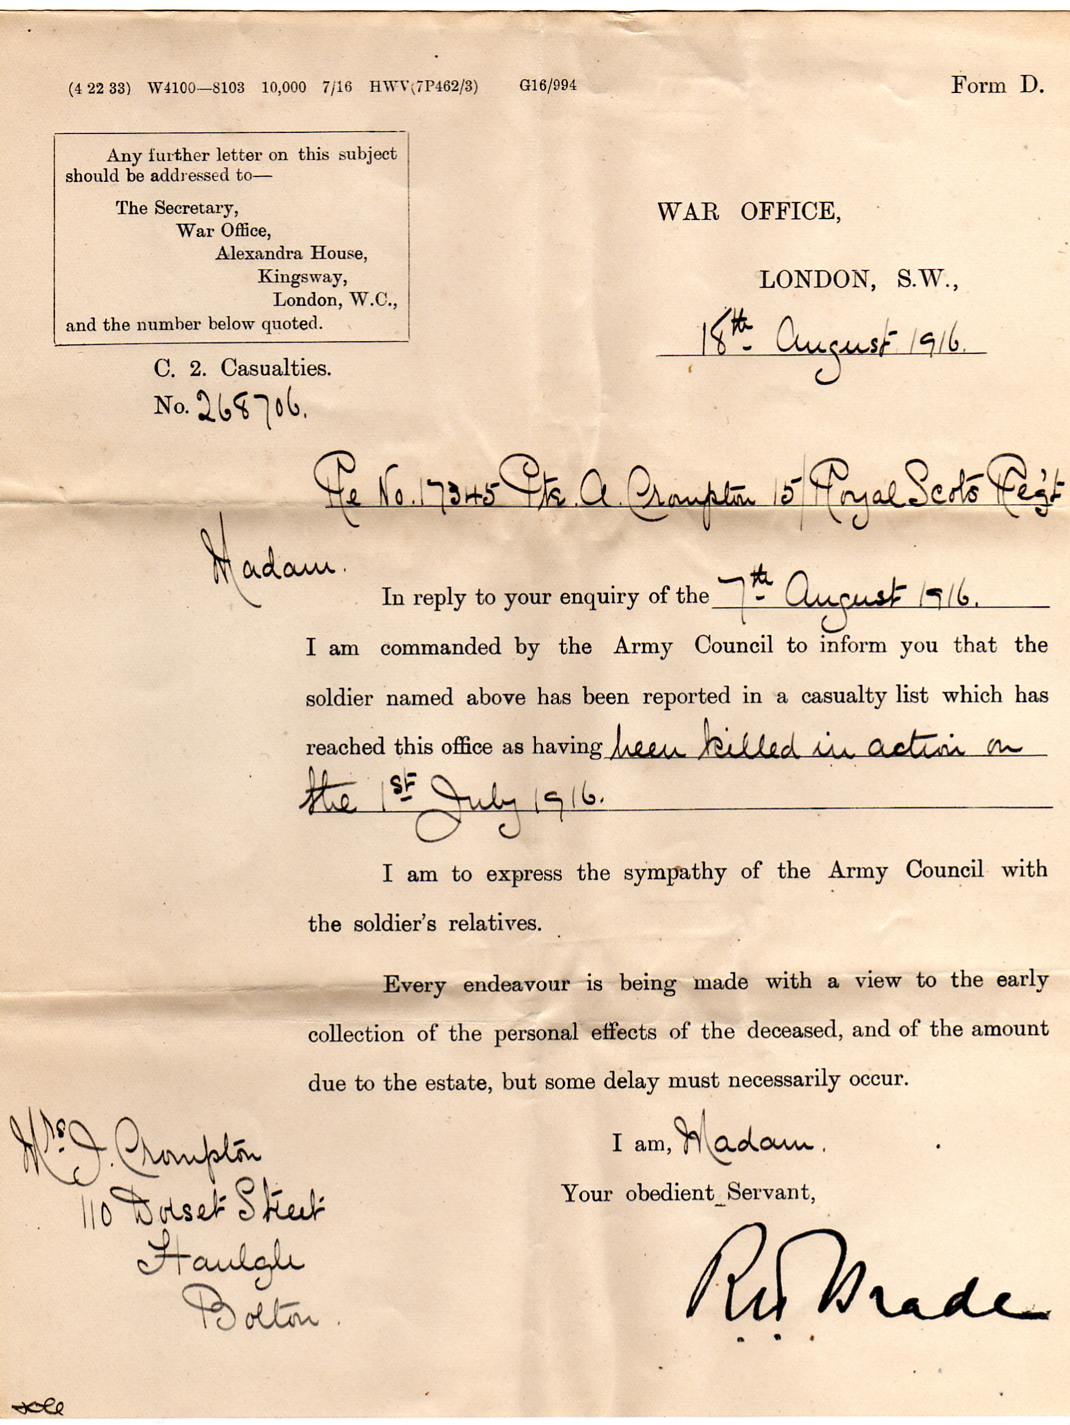 (4 22 33) W4100—8103 10,000 7/16 HWV(7P462/3) G16/994
Form D.
Any further letter on this subject
should be addressed to—
The Secretary,
War Office,
Alexandra House,
Kingsway,
London, W.C.,
and the number below quoted.
C. 2. Casualties.
No. 268706.
WAR OFFICE,
LONDON, S.W.,
18th August 1916.
Re No. 17345 Pte. A. Crompton 15/Royal Scots Reg't
Madam.
In reply to your enquiry of the 7th August 1916.
I am commanded by the Army Council to inform you that the
soldier named above has been reported in a casualty list which has
reached this office as having been killed in action on
the 1st July 1916.
I am to express the sympathy of the Army Council with
the soldier's relatives.
Every endeavour is being made with a view to the early
collection of the personal effects of the deceased, and of the amount
due to the estate, but some delay must necessarily occur.
I am, Madam.
Your obedient Servant,
Mrs. J. Crompton
110 Dorset Street
Haulgh
Bolton.
Brade